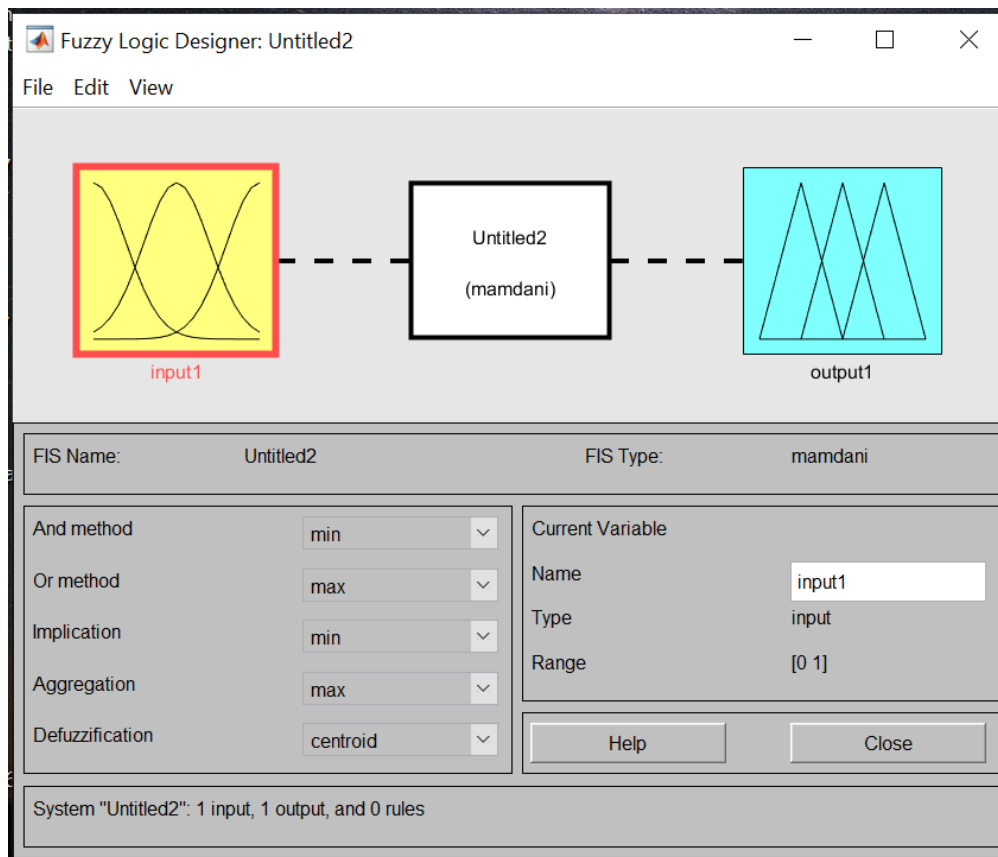 Fuzzy Logic Designer: Untitled2
File Edit View
Untitled2
(mamdani)
input1
output1
FIS Name: Untitled2 FIS Type: mamdani
And method min
Or method max
Implication min
Aggregation max
Defuzzification centroid
Current Variable
Name input1
Type input
Range [0 1]
Help Close
System "Untitled2": 1 input, 1 output, and 0 rules